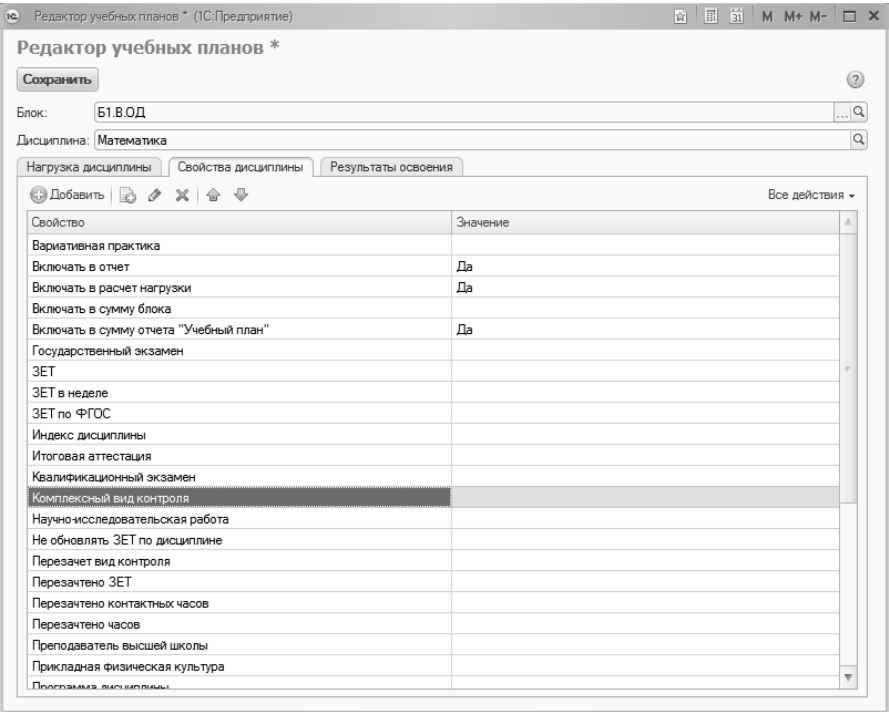 Редактор учебных планов * (1С:Предприятие)
31 M M+ M-
Редактор учебных планов *
Сохранить
?
Блок: Б1.В.ОД ...
Дисциплина: Математика
Нагрузка дисциплины Свойства дисциплины Результаты освоения
Добавить Все действия
Свойство Значение
Вариативная практика
Включать в отчет Да
Включать в расчет нагрузки Да
Включать в сумму блока
Включать в сумму отчета "Учебный план" Да
Государственный экзамен
ЗЕТ
ЗЕТ в неделе
ЗЕТ по ФГОС
Индекс дисциплины
Итоговая аттестация
Квалификационный экзамен
Комплексный вид контроля
Научно-исследовательская работа
Не обновлять ЗЕТ по дисциплине
Перезачет вид контроля
Перезачтено ЗЕТ
Перезачтено контактных часов
Перезачтено часов
Преподаватель высшей школы
Прикладная физическая культура
Программа дисциплины